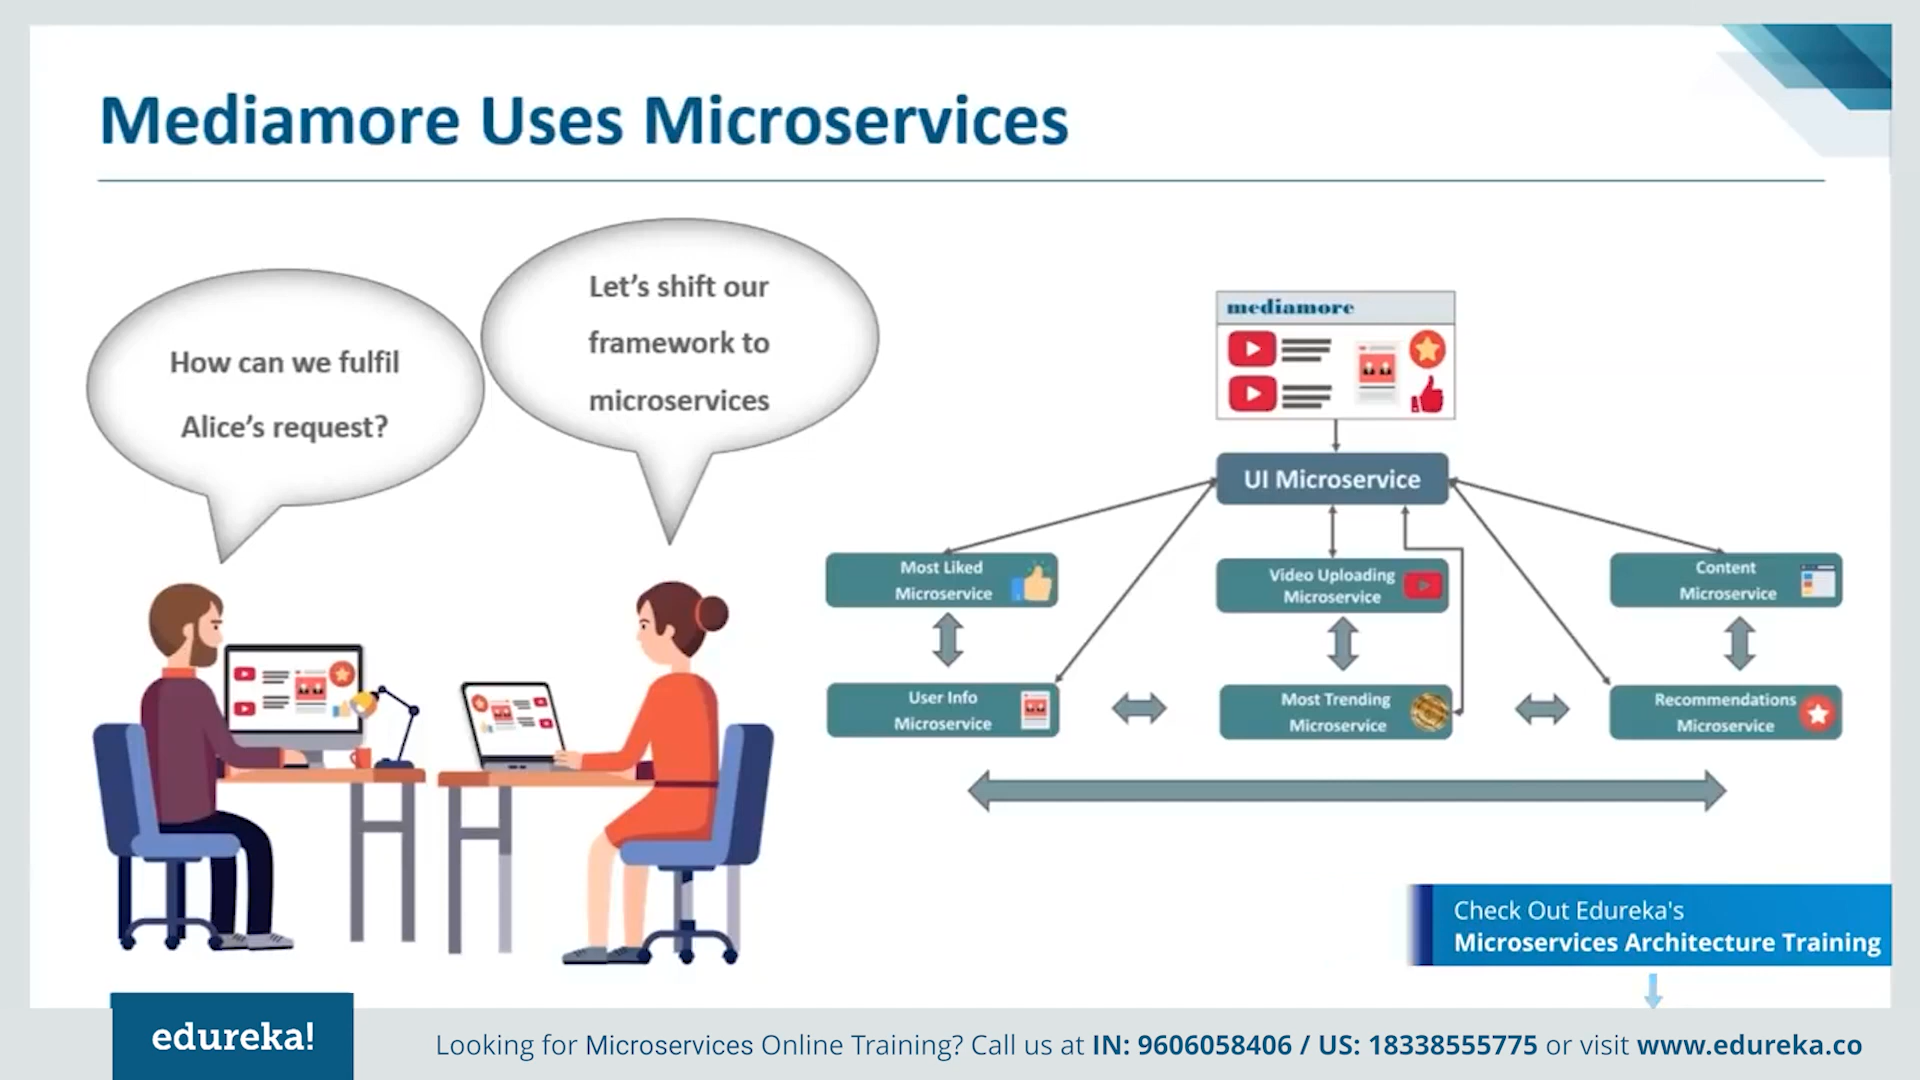 Mediamore Uses Microservices
How can we fulfil
Alice's request?
Let's shift our
framework to
microservices
mediamore
UI Microservice
Most Liked
Microservice
Video Uploading
Microservice
Content
Microservice
User Info
Microservice
Most Trending
Microservice
Recommendations
Microservice
Check Out Edureka's
Microservices Architecture Training
edureka!
Looking for Microservices Online Training? Call us at IN: 9606058406 / US: 18338555775 or visit www.edureka.co